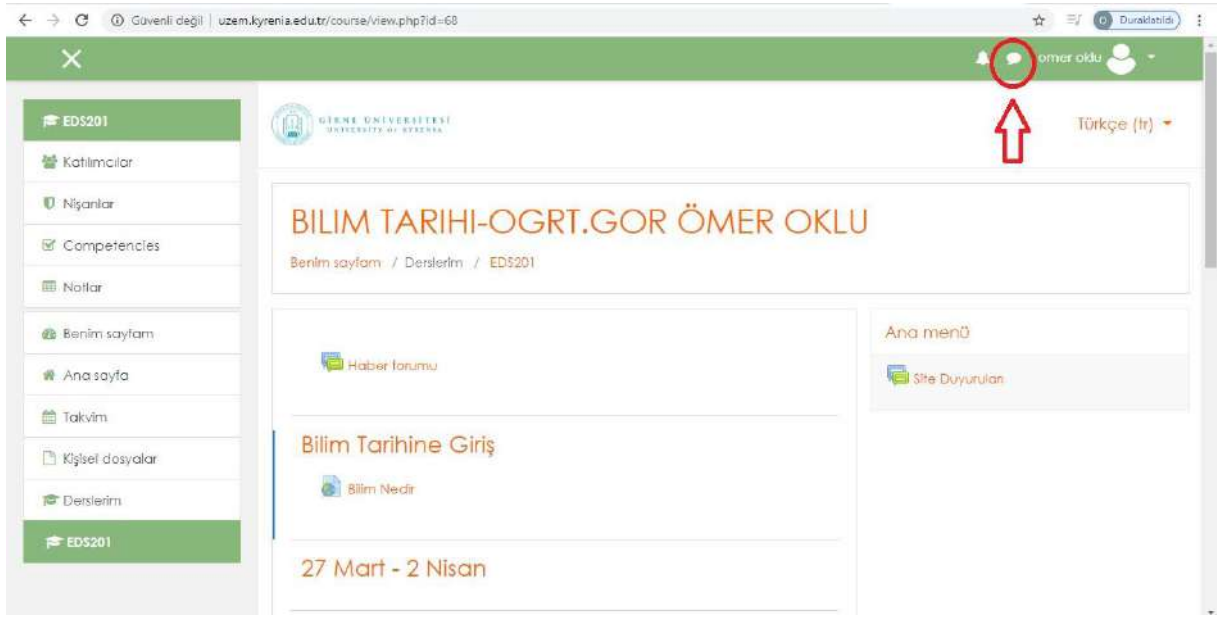 Güvenli değil | uzem.kyrenia.edu.tr/course/view.php?id=68
Duraklatıldı
omer oklu
EDS201
GİRNE ÜNİVERSİTESİ
UNIVERSITY OF KYRENIA
Türkçe (tr)
Katılımcılar
Nişanlar
Competencies
Notlar
Benim sayfam
Ana sayfa
Takvim
Kişisel dosyalar
Derslerim
EDS201
BILIM TARIHI-OGRT.GOR ÖMER OKLU
Benim sayfam / Derslerim / EDS201
Haber forumu
Bilim Tarihine Giriş
Bilim Nedir
27 Mart - 2 Nisan
Ana menü
Site Duyuruları